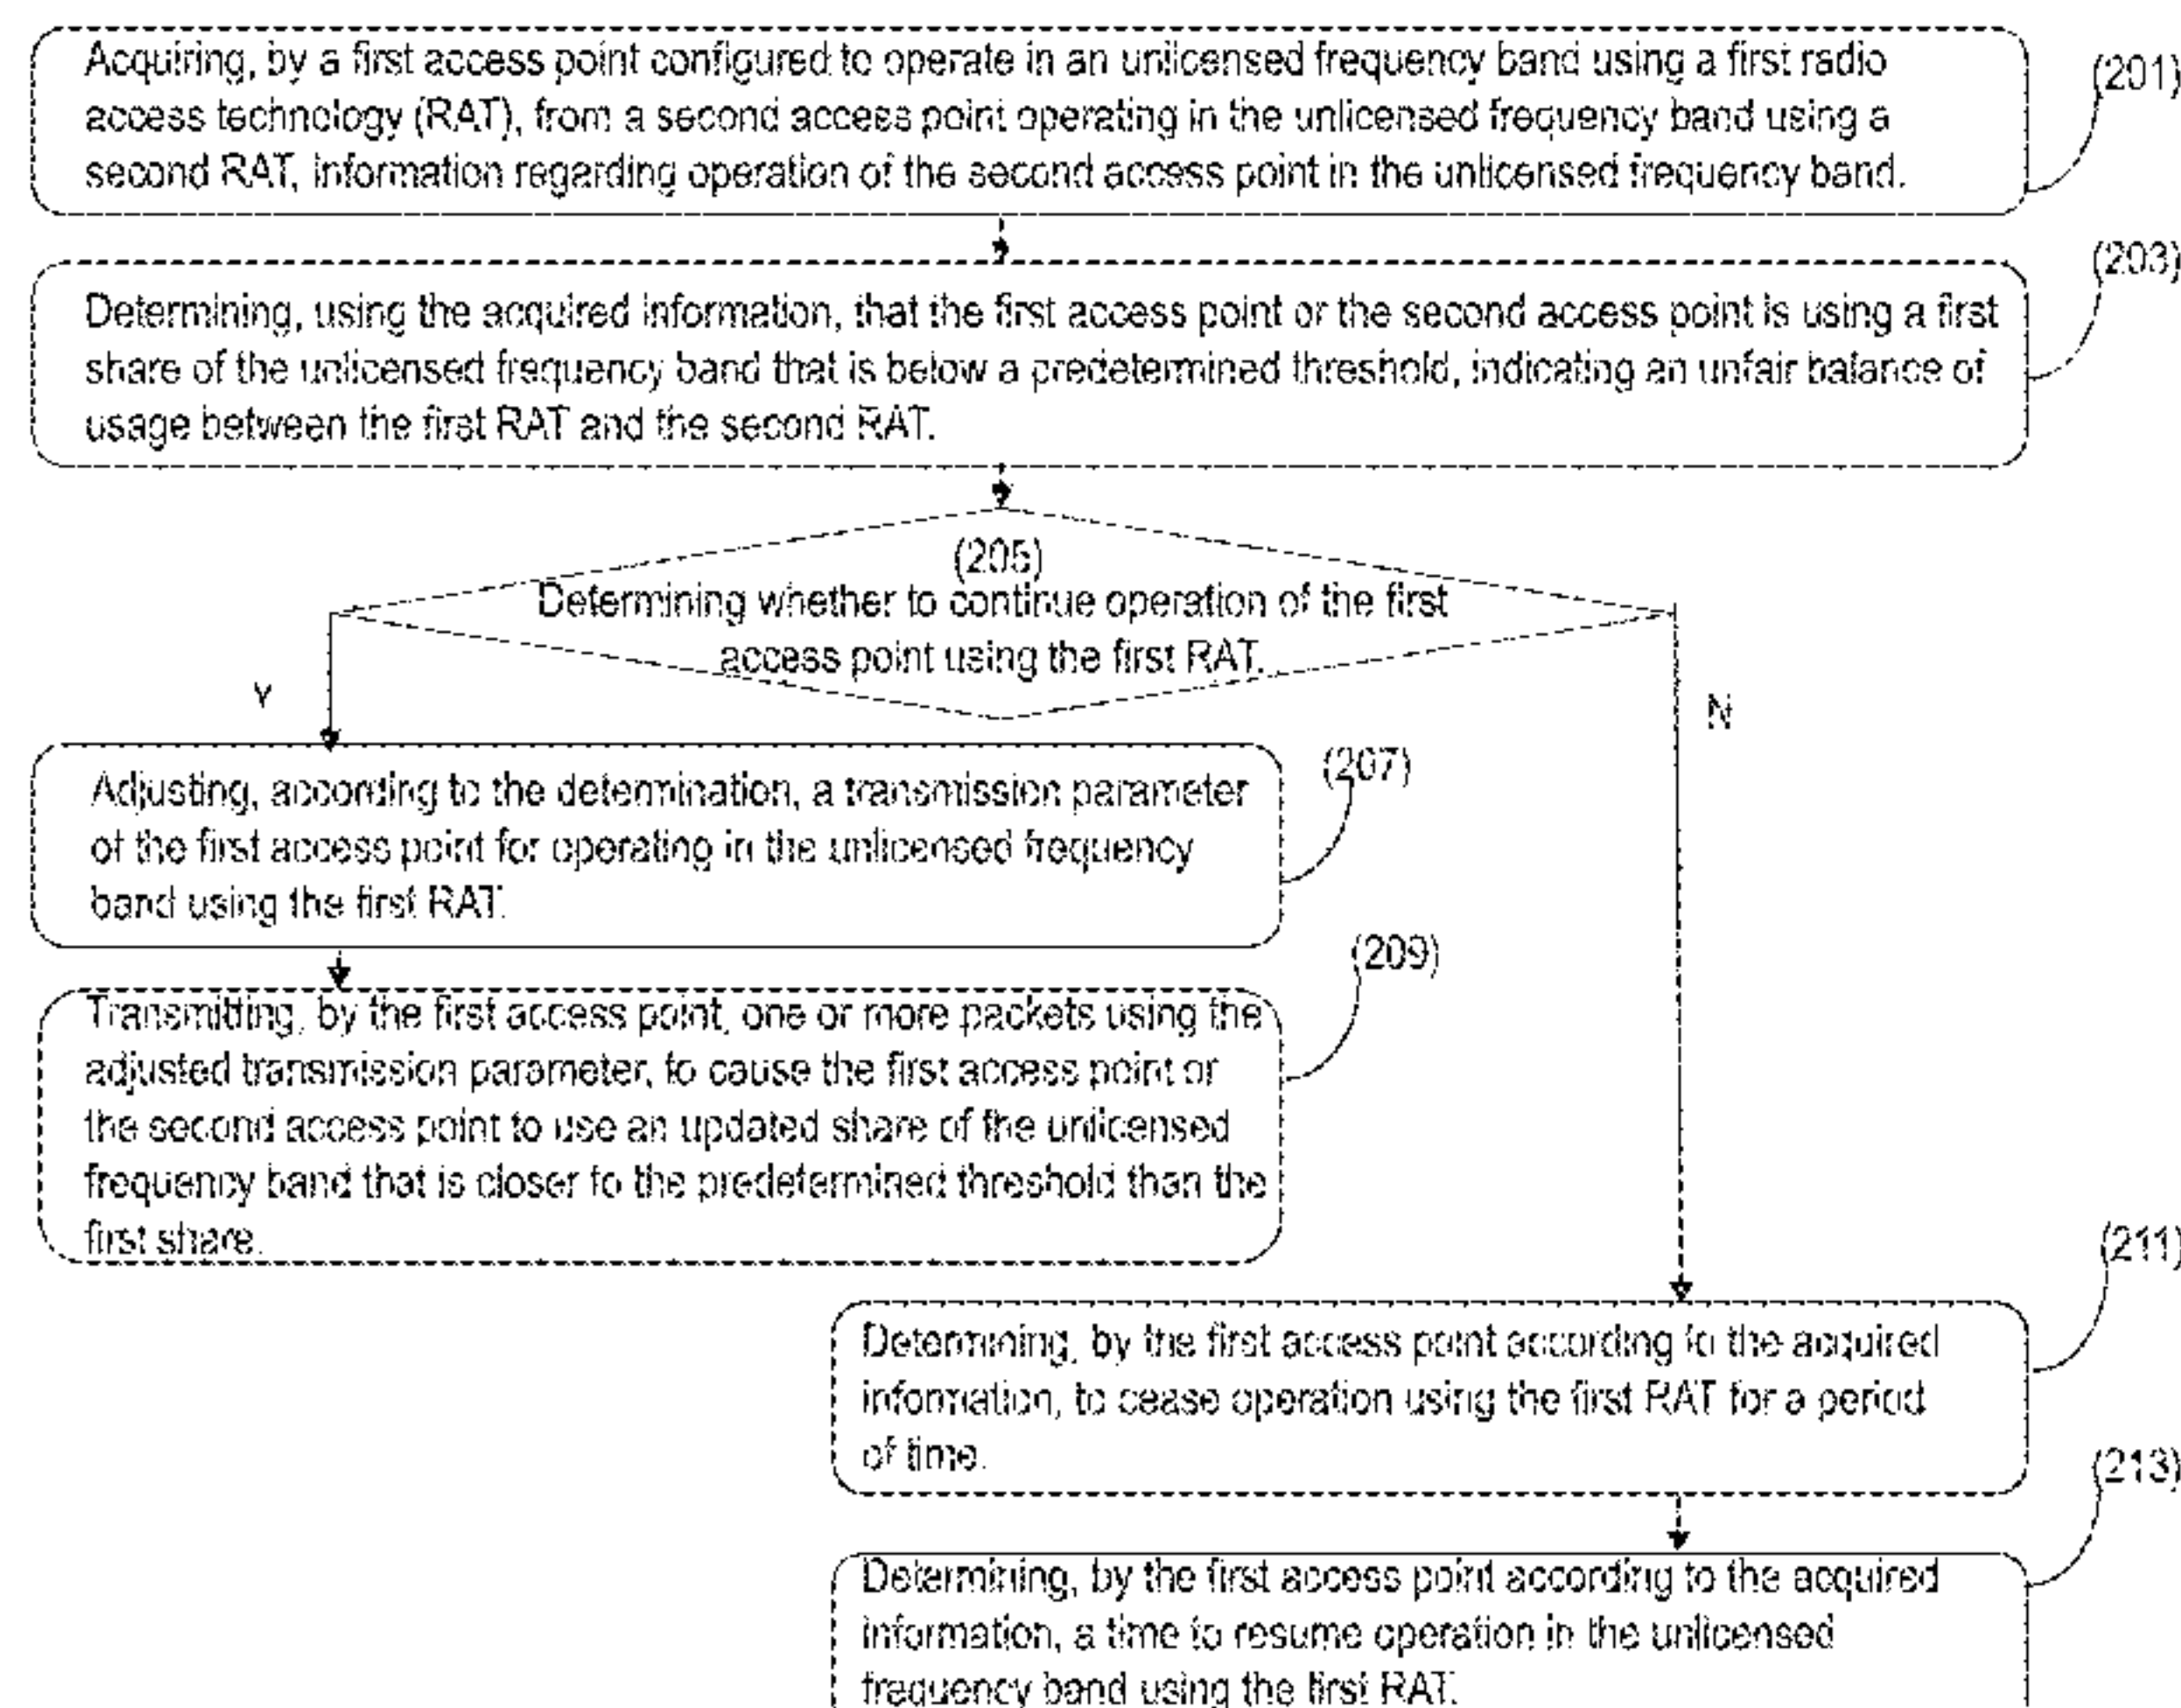 Acquiring, by a first access point configured to operate in an unlicensed frequency band using a first radio
access technology (RAT), from a second access point operating in the unlicensed frequency band using a
second RAT, information regarding operation of the second access point in the unlicensed frequency band.
(201)
(203)
Determining, using the acquired information, that the first access point or the second access point is using a first
share of the unlicensed frequency band that is below a predetermined threshold, indicating an unfair balance of
usage between the first RAT and the second RAT.
(205)
Determining whether to continue operation of the first
access point using the first RAT.
Y
N
(207)
Adjusting, according to the determination, a transmission parameter
of the first access point for operating in the unlicensed frequency
band using the first RAT.
(209)
Transmitting, by the first access point, one or more packets using the
adjusted transmission parameter, to cause the first access point or
the second access point to use an updated share of the unlicensed
frequency band that is closer to the predetermined threshold than the
first share.
(211)
Determining, by the first access point according to the acquired
information, to cease operation using the first RAT for a period
of time.
(213)
Determining, by the first access point according to the acquired
information, a time to resume operation in the unlicensed
frequency band using the first RAT.